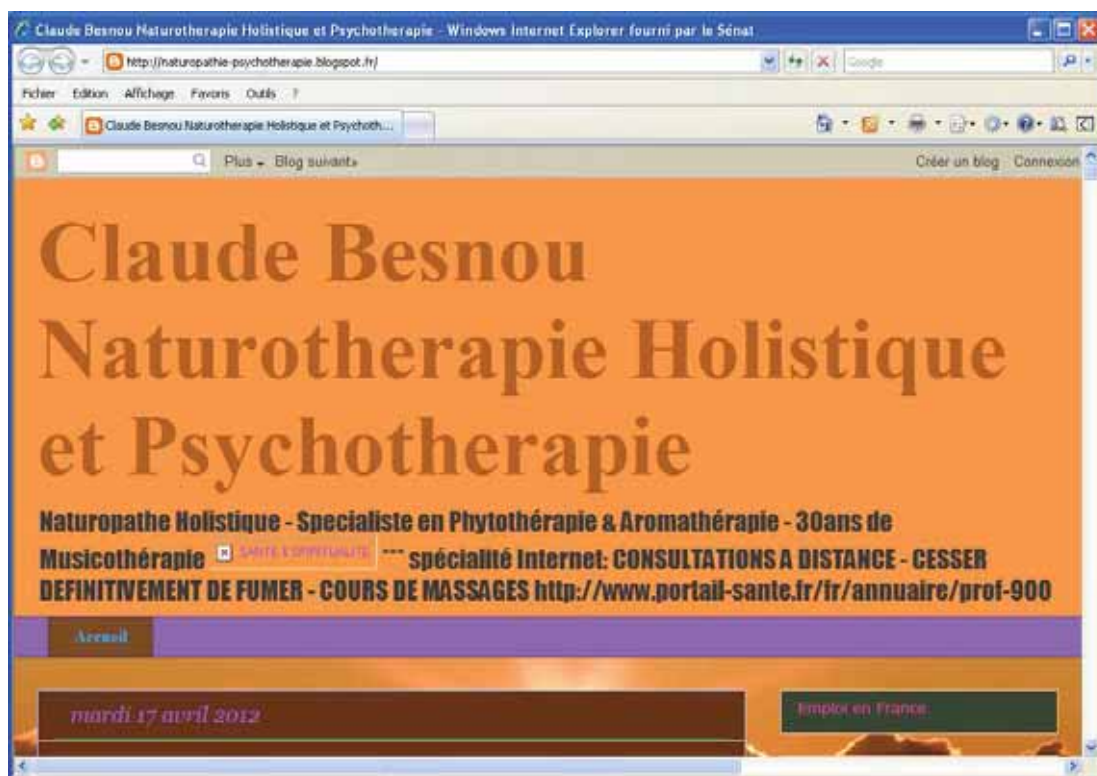 Claude Besnou Naturotherapie Holistique et Psychotherapie - Windows Internet Explorer fourni par le Sénat
http://naturopathie-psychotherapie.blogspot.fr/
Google
Fichier Edition Affichage Favoris Outils ?
Claude Besnou Naturotherapie Holistique et Psychoth...
Plus Blog suivant» Créer un blog Connexion
Claude Besnou
Naturotherapie Holistique
et Psychotherapie
Naturopathe Holistique - Specialiste en Phytothérapie & Aromathérapie - 30ans de
Musicothérapie SANTE SPIRITUALITE *** spécialité Internet: CONSULTATIONS A DISTANCE - CESSER
DEFINITIVEMENT DE FUMER - COURS DE MASSAGES http://www.portail-sante.fr/fr/annuaire/prof-900
Accueil
mardi 17 avril 2012
Emploi en France